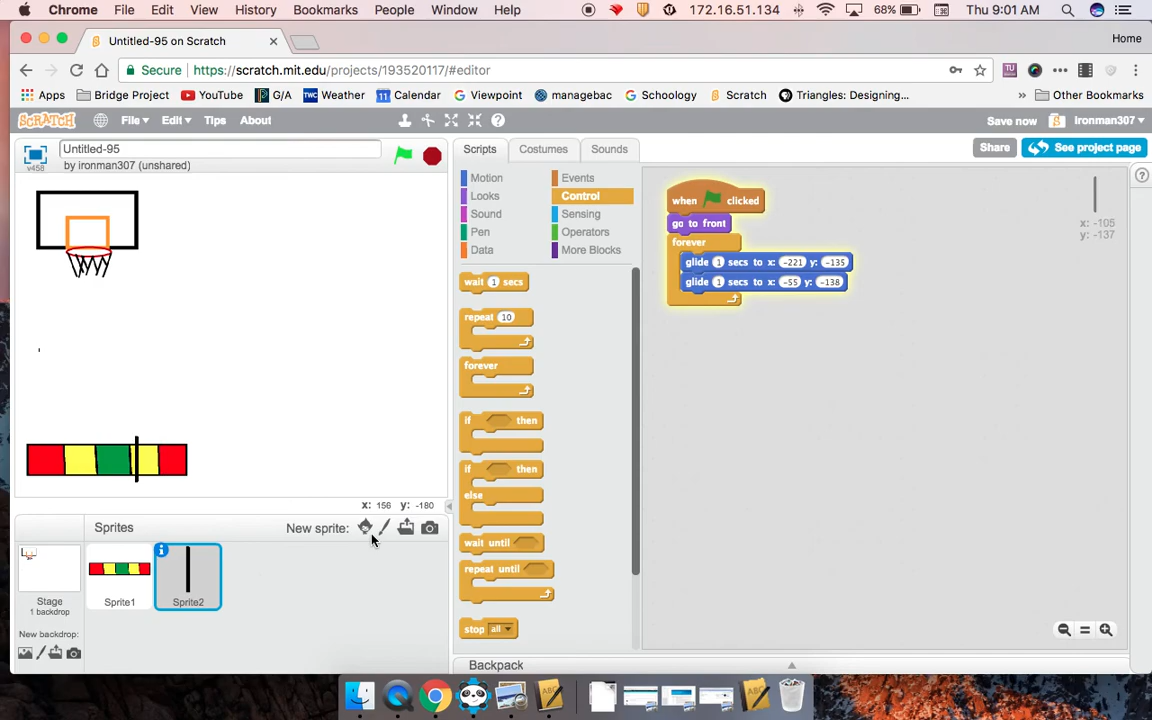 Chrome File Edit View History Bookmarks People Window Help 172.16.51.134 68% Thu 9:01 AM
Untitled-95 on Scratch Home
Secure https://scratch.mit.edu/projects/193520117/#editor
Apps Bridge Project YouTube G/A Weather Calendar Viewpoint managebac Schoology Scratch Triangles: Designing... » Other Bookmarks
SCRATCH File Edit Tips About Save now Ironman307
Untitled-95
v458 by ironman307 (unshared)
Scripts Costumes Sounds Share See project page
Motion Events
Looks Control
Sound Sensing
Pen Operators
Data More Blocks
wait 1 secs
repeat 10
forever
if then
if then
else
wait until
repeat until
stop all
when clicked
go to front
forever
glide 1 secs to x: -221 y: -135
glide 1 secs to x: -55 y: -138
x: -105
y: -137
x: 156 y: -180
Sprites New sprite:
Stage
1 backdrop
New backdrop:
Sprite1
Sprite2
Backpack